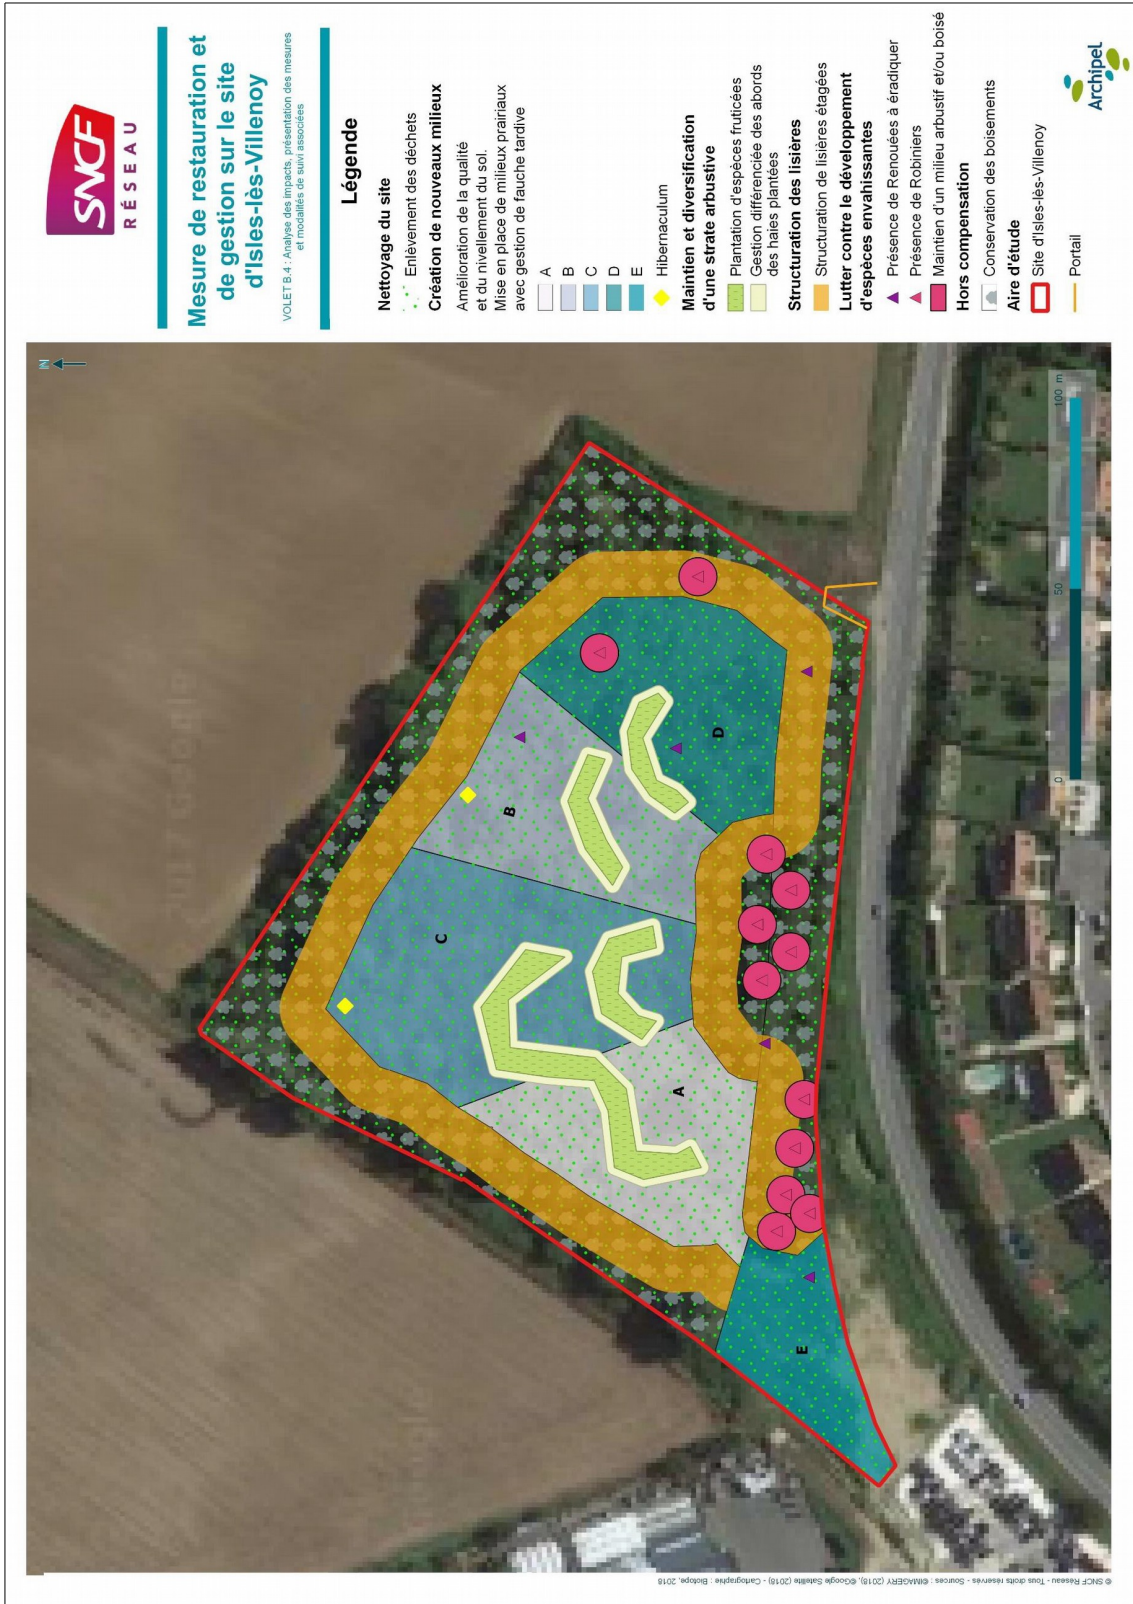 SNCF
RÉSEAU
Mesure de restauration et
de gestion sur le site
d'Isles-lès-Villenoy
VOLET B.4 : Analyse des impacts, présentation des mesures
et modalités de suivi associées
Légende
Nettoyage du site
Enlèvement des déchets
Création de nouveaux milieux
Amélioration de la qualité
et du nivellement du sol.
Mise en place de milieux prairiaux
avec gestion de fauche tardive
A
B
C
D
E
Hibernaculum
Maintien et diversification
d'une strate arbustive
Plantation d'espèces fruticées
Gestion différenciée des abords
des haies plantées
Structuration des lisières
Structuration de lisières étagées
Lutter contre le développement
d'espèces envahissantes
Présence de Renouées à éradiquer
Présence de Robiniers
Maintien d'un milieu arbustif et/ou boisé
Hors compensation
Conservation des boisements
Aire d'étude
Site d'Isles-lès-Villenoy
Portail
Archipel
N
C
B
A
D
E
0
50
100 m
© SNCF Réseau - Tous droits réservés - Sources : ©IMAGERY (2018), ©Google Satellite (2018) - Cartographie : Biotope, 2018